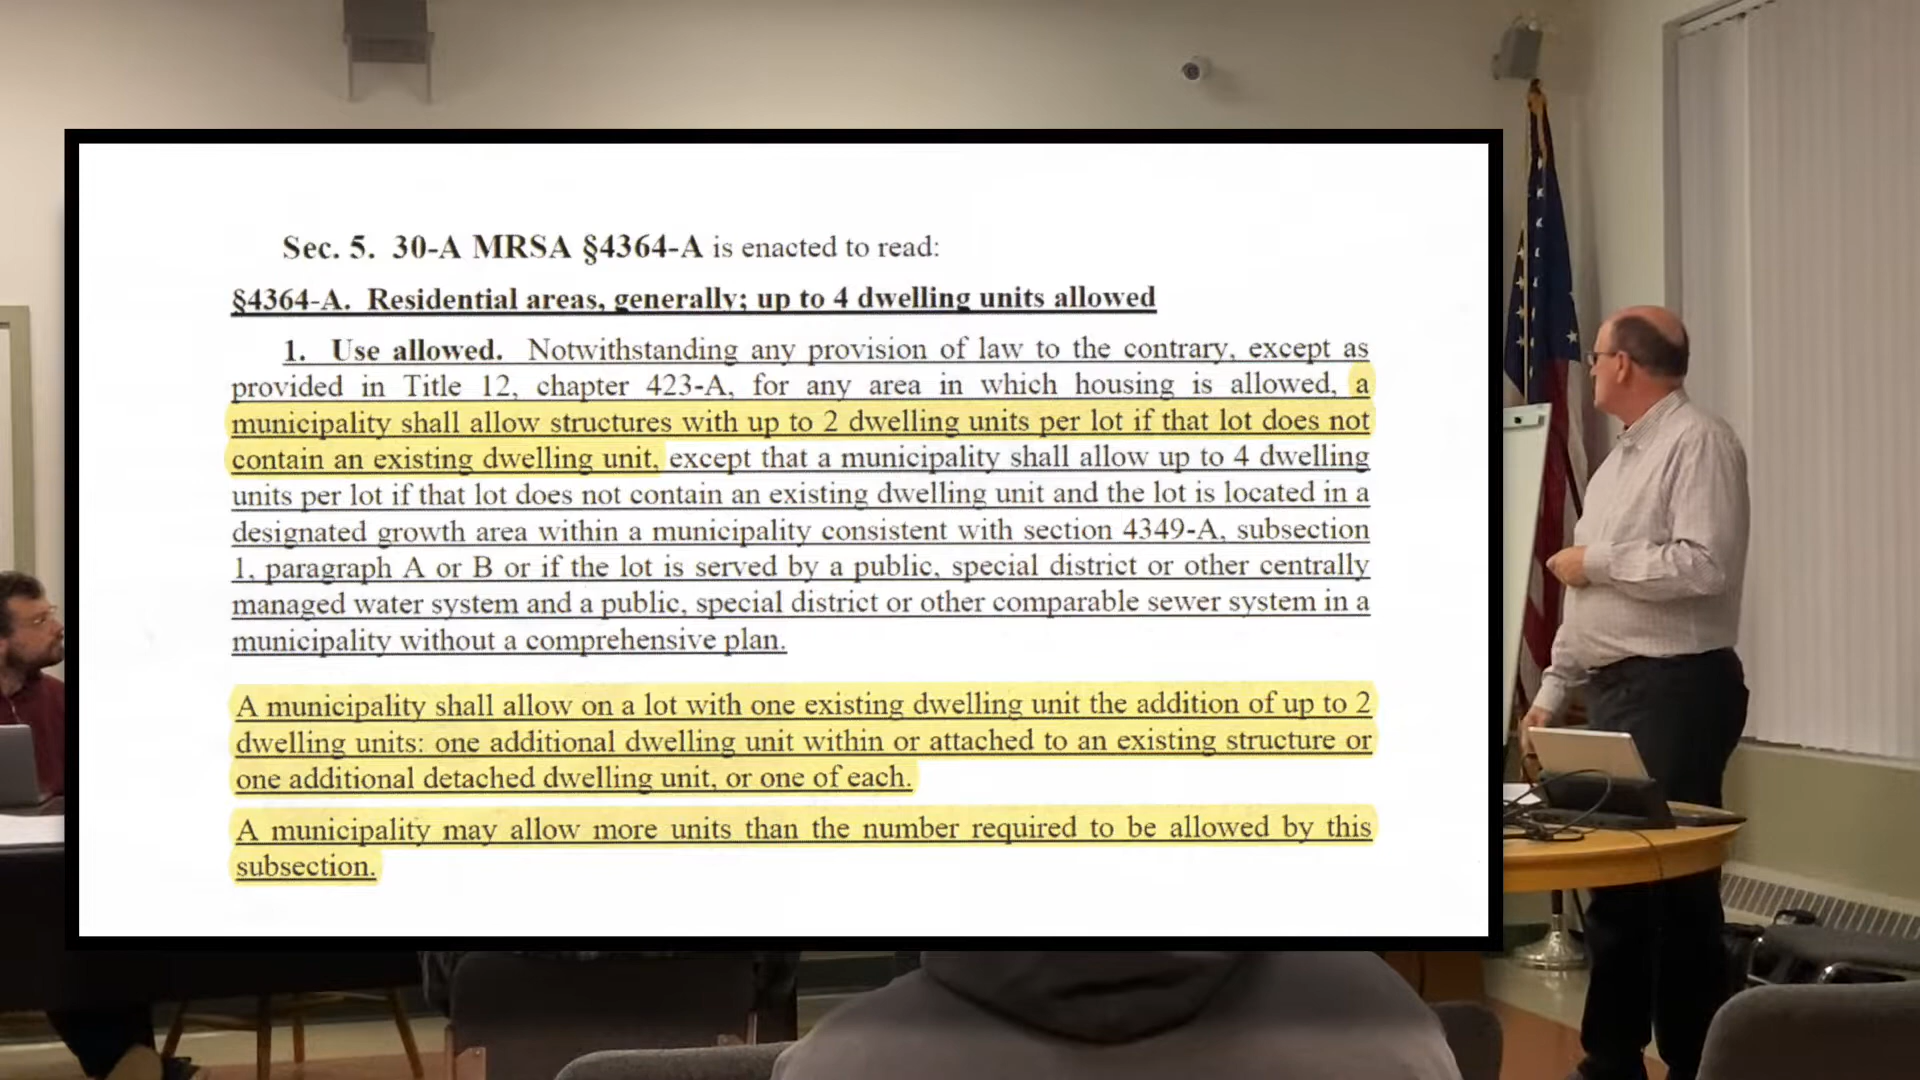 Sec. 5. 30-A MRSA §4364-A is enacted to read:
§4364-A. Residential areas, generally; up to 4 dwelling units allowed
1. Use allowed. Notwithstanding any provision of law to the contrary, except as
provided in Title 12, chapter 423-A, for any area in which housing is allowed, a
municipality shall allow structures with up to 2 dwelling units per lot if that lot does not
contain an existing dwelling unit, except that a municipality shall allow up to 4 dwelling
units per lot if that lot does not contain an existing dwelling unit and the lot is located in a
designated growth area within a municipality consistent with section 4349-A, subsection
1, paragraph A or B or if the lot is served by a public, special district or other centrally
managed water system and a public, special district or other comparable sewer system in a
municipality without a comprehensive plan.
A municipality shall allow on a lot with one existing dwelling unit the addition of up to 2
dwelling units: one additional dwelling unit within or attached to an existing structure or
one additional detached dwelling unit, or one of each.
A municipality may allow more units than the number required to be allowed by this
subsection.